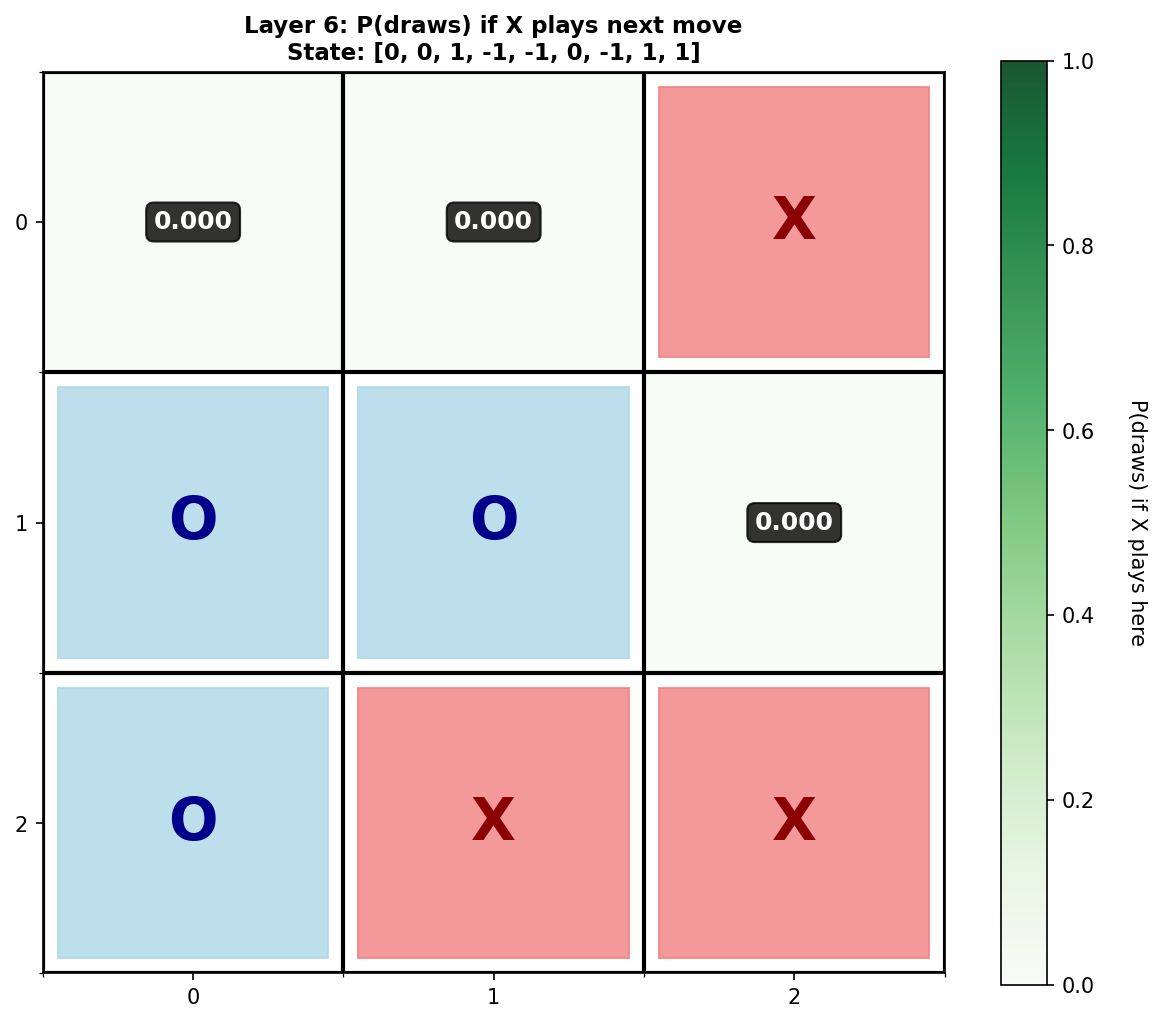 Layer 6: P(draws) if X plays next move
State: [0, 0, 1, -1, -1, 0, -1, 1, 1]
0
0.000
0.000
X
1
O
O
0.000
2
O
X
X
0
1
2
1.0
0.8
0.6
0.4
0.2
0.0
P(draws) if X plays here